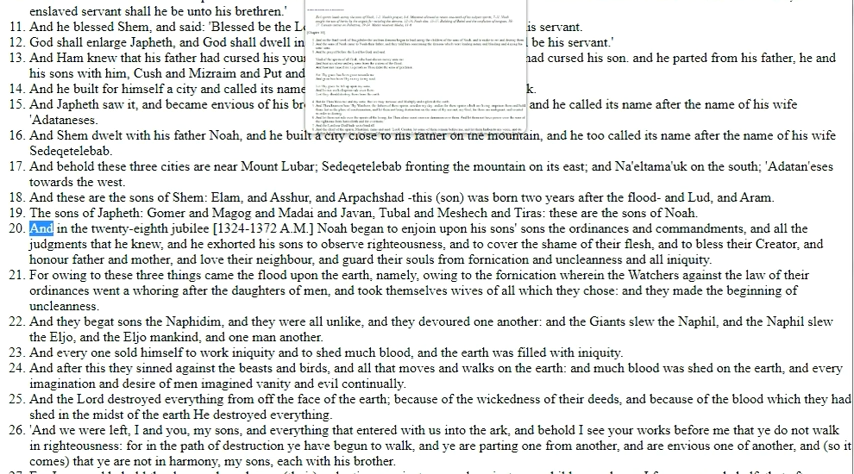 enslaved servant shall he be unto his brethren.'
11. And he blessed Shem, and said: 'Blessed be the L is servant.
12. God shall enlarge Japheth, and God shall dwell in be his servant.'
13. And Ham knew that his father had cursed his you had cursed his son. and he parted from his father, he and
his sons with him, Cush and Mizraim and Put and
14. And he built for himself a city and called its name k.
15. And Japheth saw it, and became envious of his br and he called its name after the name of his wife
'Adataneses.
16. And Shem dwelt with his father Noah, and he built a city close to his father on the mountain, and he too called its name after the name of his wife
Sedeqetelebab.
17. And behold these three cities are near Mount Lubar; Sedeqetelebab fronting the mountain on its east; and Na'eltama'uk on the south; 'Adatan'eses
towards the west.
18. And these are the sons of Shem: Elam, and Asshur, and Arpachshad -this (son) was born two years after the flood- and Lud, and Aram.
19. The sons of Japheth: Gomer and Magog and Madai and Javan, Tubal and Meshech and Tiras: these are the sons of Noah.
20. And in the twenty-eighth jubilee [1324-1372 A.M.] Noah began to enjoin upon his sons' sons the ordinances and commandments, and all the
judgments that he knew, and he exhorted his sons to observe righteousness, and to cover the shame of their flesh, and to bless their Creator, and
honour father and mother, and love their neighbour, and guard their souls from fornication and uncleanness and all iniquity.
21. For owing to these three things came the flood upon the earth, namely, owing to the fornication wherein the Watchers against the law of their
ordinances went a whoring after the daughters of men, and took themselves wives of all which they chose: and they made the beginning of
uncleanness.
22. And they begat sons the Naphidim, and they were all unlike, and they devoured one another: and the Giants slew the Naphil, and the Naphil slew
the Eljo, and the Eljo mankind, and one man another.
23. And every one sold himself to work iniquity and to shed much blood, and the earth was filled with iniquity.
24. And after this they sinned against the beasts and birds, and all that moves and walks on the earth: and much blood was shed on the earth, and every
imagination and desire of men imagined vanity and evil continually.
25. And the Lord destroyed everything from off the face of the earth; because of the wickedness of their deeds, and because of the blood which they had
shed in the midst of the earth He destroyed everything.
26. 'And we were left, I and you, my sons, and everything that entered with us into the ark, and behold I see your works before me that ye do not walk
in righteousness: for in the path of destruction ye have begun to walk, and ye are parting one from another, and are envious one of another, and (so it
comes) that ye are not in harmony, my sons, each with his brother.